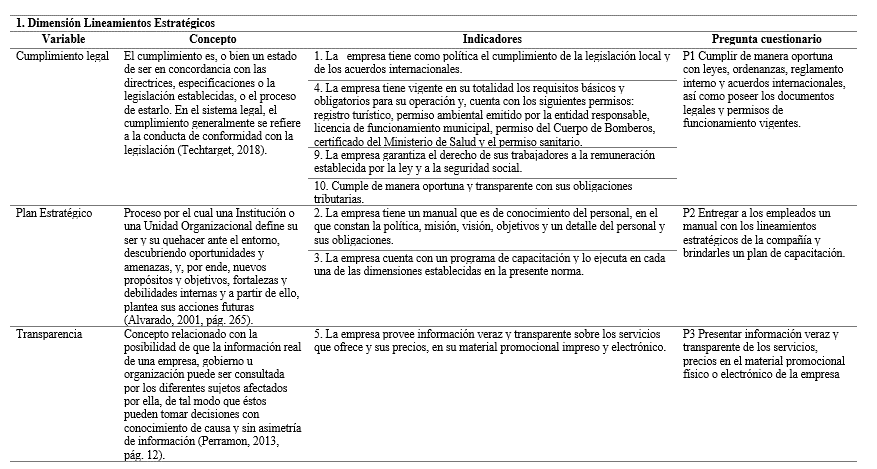 1. Dimensión Lineamientos Estratégicos
Variable Concepto Indicadores Pregunta cuestionario
Cumplimiento legal
El cumplimiento es, o bien un estado
de ser en concordancia con las
directrices, especificaciones o la
legislación establecidas, o el proceso
de estarlo. En el sistema legal, el
cumplimiento generalmente se refiere
a la conducta de conformidad con la
legislación (Techtarget, 2018).
1. La empresa tiene como política el cumplimiento de la legislación local y
de los acuerdos internacionales.
4. La empresa tiene vigente en su totalidad los requisitos básicos y
obligatorios para su operación y, cuenta con los siguientes permisos:
registro turístico, permiso ambiental emitido por la entidad responsable,
licencia de funcionamiento municipal, permiso del Cuerpo de Bomberos,
certificado del Ministerio de Salud y el permiso sanitario.
9. La empresa garantiza el derecho de sus trabajadores a la remuneración
establecida por la ley y a la seguridad social.
10. Cumple de manera oportuna y transparente con sus obligaciones
tributarias.
P1 Cumplir de manera oportuna
con leyes, ordenanzas, reglamento
interno y acuerdos internacionales,
así como poseer los documentos
legales y permisos de
funcionamiento vigentes.
Plan Estratégico
Proceso por el cual una Institución o
una Unidad Organizacional define su
ser y su quehacer ante el entorno,
descubriendo oportunidades y
amenazas, y, por ende, nuevos
propósitos y objetivos, fortalezas y
debilidades internas y a partir de ello,
plantea sus acciones futuras
(Alvarado, 2001, pág. 265).
2. La empresa tiene un manual que es de conocimiento del personal, en el
que constan la política, misión, visión, objetivos y un detalle del personal y
sus obligaciones.
3. La empresa cuenta con un programa de capacitación y lo ejecuta en cada
una de las dimensiones establecidas en la presente norma.
P2 Entregar a los empleados un
manual con los lineamientos
estratégicos de la compañía y
brindarles un plan de capacitación.
Transparencia
Concepto relacionado con la
posibilidad de que la información real
de una empresa, gobierno u
organización puede ser consultada
por los diferentes sujetos afectados
por ella, de tal modo que éstos
pueden tomar decisiones con
conocimiento de causa y sin asimetría
de información (Perramon, 2013,
pág. 12).
5. La empresa provee información veraz y transparente sobre los servicios
que ofrece y sus precios, en su material promocional impreso y electrónico.
P3 Presentar información veraz y
transparente de los servicios,
precios en el material promocional
físico o electrónico de la empresa